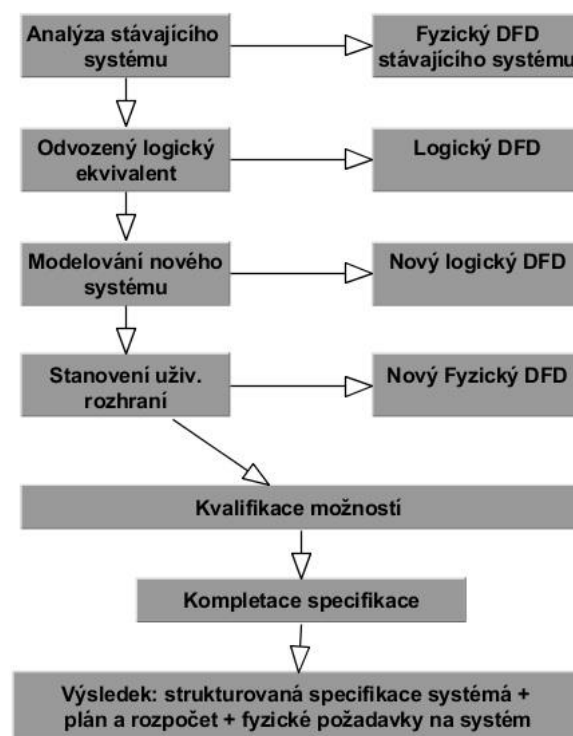 Analýza stávajícího
systému
Fyzický DFD
stávajícího systému
Odvozený logický
ekvivalent
Logický DFD
Modelování nového
systému
Nový logický DFD
Stanovení uživ.
rozhraní
Nový Fyzický DFD
Kvalifikace možností
Kompletace specifikace
Výsledek: strukturovaná specifikace systémá +
plán a rozpočet + fyzické požadavky na systém